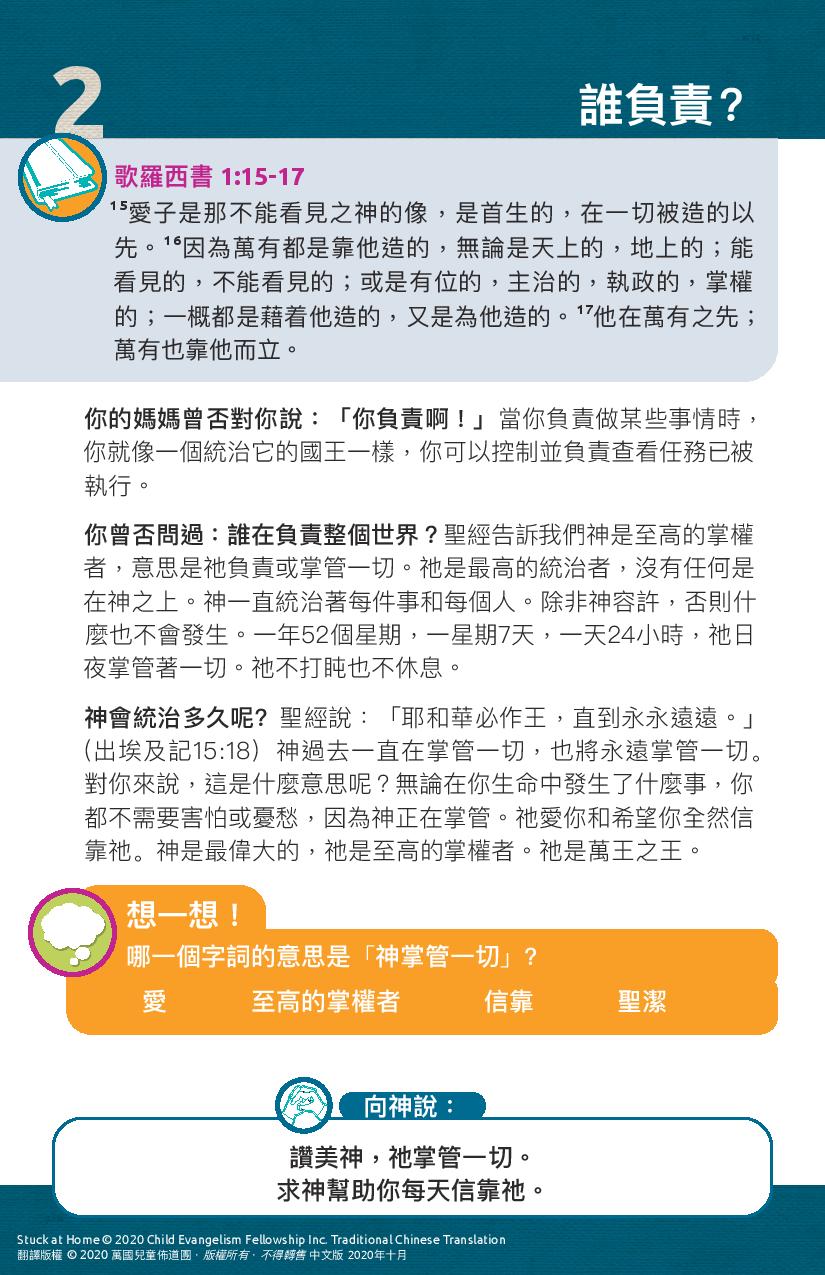 2
誰負責？
歌羅西書 1:15-17
15愛子是那不能看見之神的像，是首生的，在一切被造的以
先。16因為萬有都是靠他造的，無論是天上的，地上的；能
看見的，不能看見的；或是有位的，主治的，執政的，掌權
的；一概都是藉着他造的，又是為他造的。17他在萬有之先；
萬有也靠他而立。
你的媽媽曾否對你說：「你負責啊！」當你負責做某些事情時，
你就像一個統治它的國王一樣，你可以控制並負責查看任務已被
執行。
你曾否問過：誰在負責整個世界？聖經告訴我們神是至高的掌權
者，意思是祂負責或掌管一切。祂是最高的統治者，沒有任何是
在神之上。神一直統治著每件事和每個人。除非神容許，否則什
麼也不會發生。一年52個星期，一星期7天，一天24小時，祂日
夜掌管著一切。祂不打盹也不休息。
神會統治多久呢? 聖經說：「耶和華必作王，直到永永遠遠。」
(出埃及記15:18) 神過去一直在掌管一切，也將永遠掌管一切。
對你來說，這是什麼意思呢？無論在你生命中發生了什麼事，你
都不需要害怕或憂愁，因為神正在掌管。祂愛你和希望你全然信
靠祂。神是最偉大的，祂是至高的掌權者。祂是萬王之王。
想一想！
哪一個字詞的意思是「神掌管一切」?
愛 至高的掌權者 信靠 聖潔
向神說：
讚美神，祂掌管一切。
求神幫助你每天信靠祂。
Stuck at Home © 2020 Child Evangelism Fellowship Inc. Traditional Chinese Translation
翻譯版權 © 2020 萬國兒童佈道團．版權所有．不得轉售 中文版 2020年十月